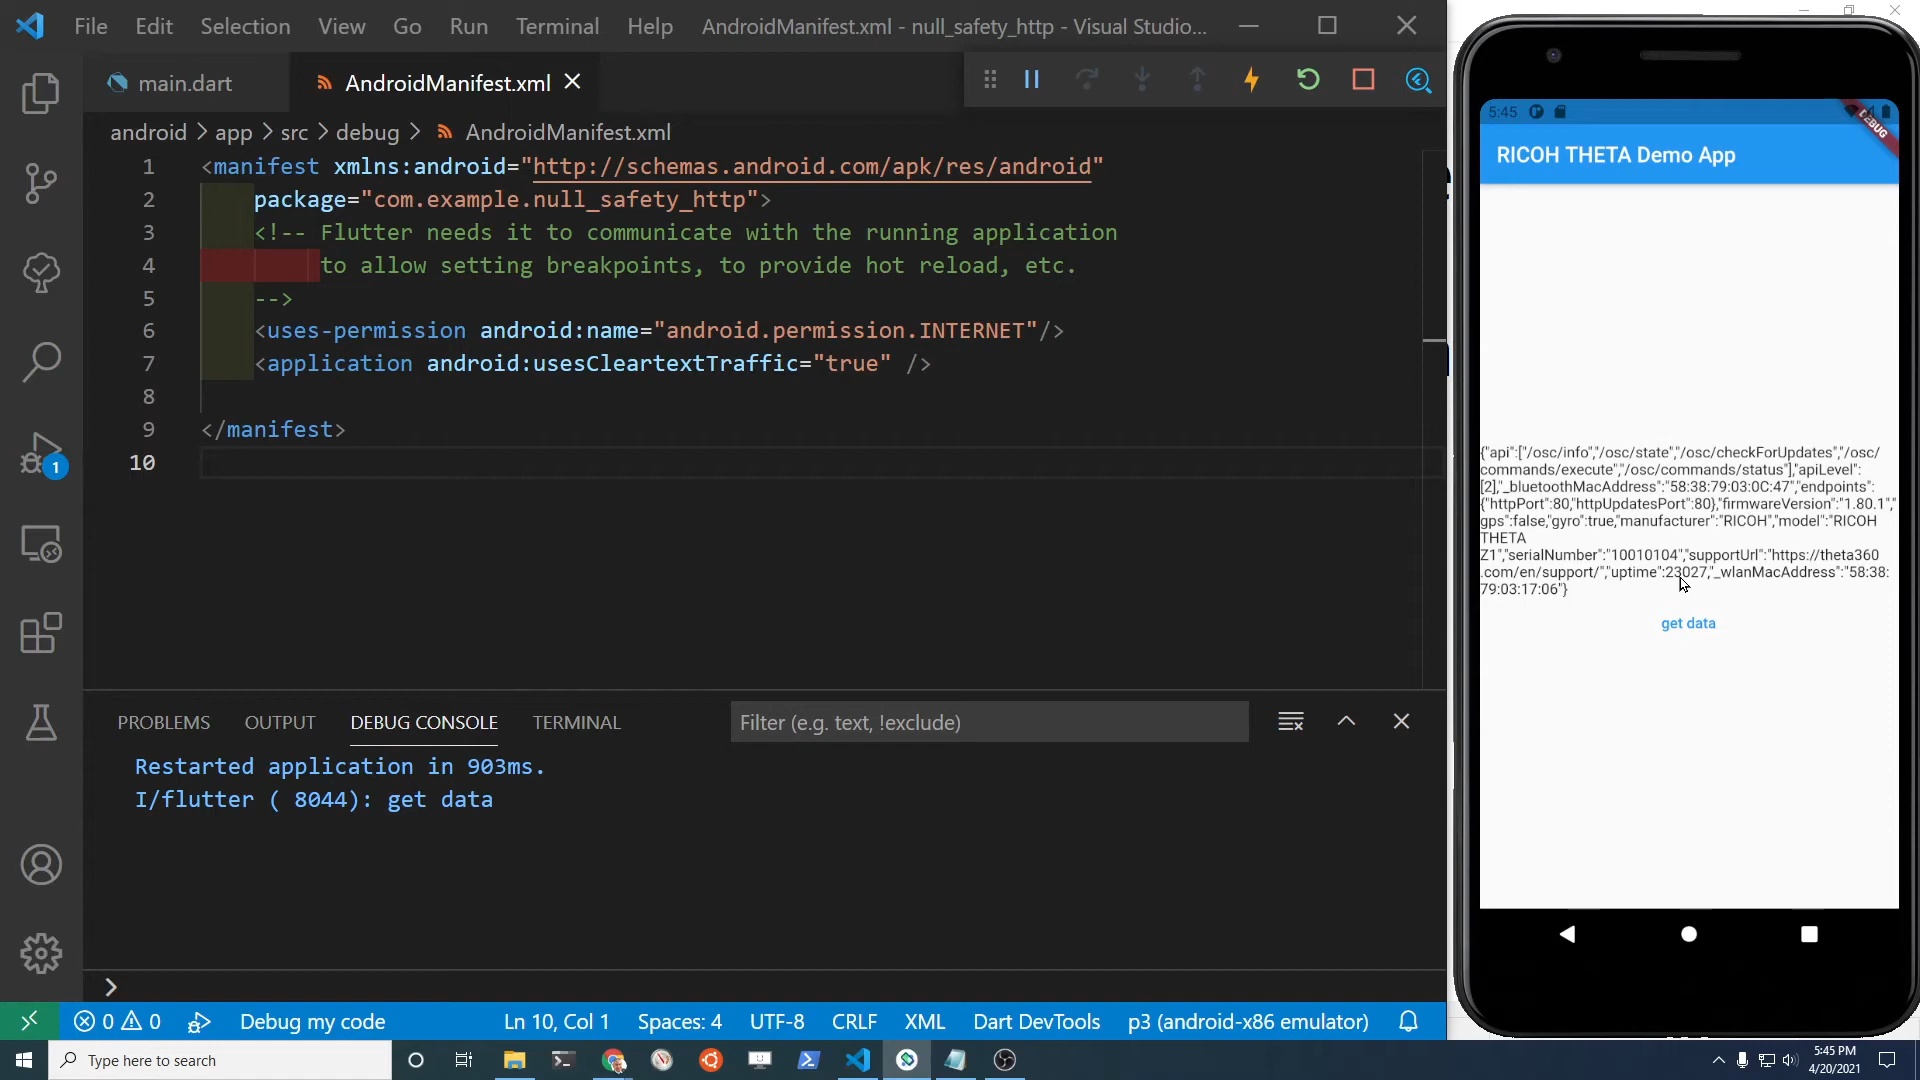 File Edit Selection View Go Run Terminal Help AndroidManifest.xml - null_safety_http - Visual Studio...
main.dart AndroidManifest.xml
android > app > src > debug > AndroidManifest.xml
1 <manifest xmlns:android="http://schemas.android.com/apk/res/android"
2 package="com.example.null_safety_http">
3 <!-- Flutter needs it to communicate with the running application
4 to allow setting breakpoints, to provide hot reload, etc.
5 -->
6 <uses-permission android:name="android.permission.INTERNET"/>
7 <application android:usesCleartextTraffic="true" />
8
9 </manifest>
10
1
PROBLEMS OUTPUT DEBUG CONSOLE TERMINAL Filter (e.g. text, !exclude)
Restarted application in 903ms.
I/flutter ( 8044): get data
0 0 Debug my code Ln 10, Col 1 Spaces: 4 UTF-8 CRLF XML Dart DevTools p3 (android-x86 emulator)
Type here to search
5:45 PM
4/20/2021
5:45
DEBUG
RICOH THETA Demo App
{"api":["/osc/info","/osc/state","/osc/checkForUpdates","/osc/
commands/execute","/osc/commands/status"],"apiLevel":
[2],"_bluetoothMacAddress":"58:38:79:03:0C:47","endpoints":
{"httpPort":80,"httpUpdatesPort":80},"firmwareVersion":"1.80.1","
gps":false,"gyro":true,"manufacturer":"RICOH","model":"RICOH
THETA
Z1","serialNumber":"10010104","supportUrl":"https://theta360
.com/en/support/","uptime":23027,"_wlanMacAddress":"58:38:
79:03:17:06"}
get data